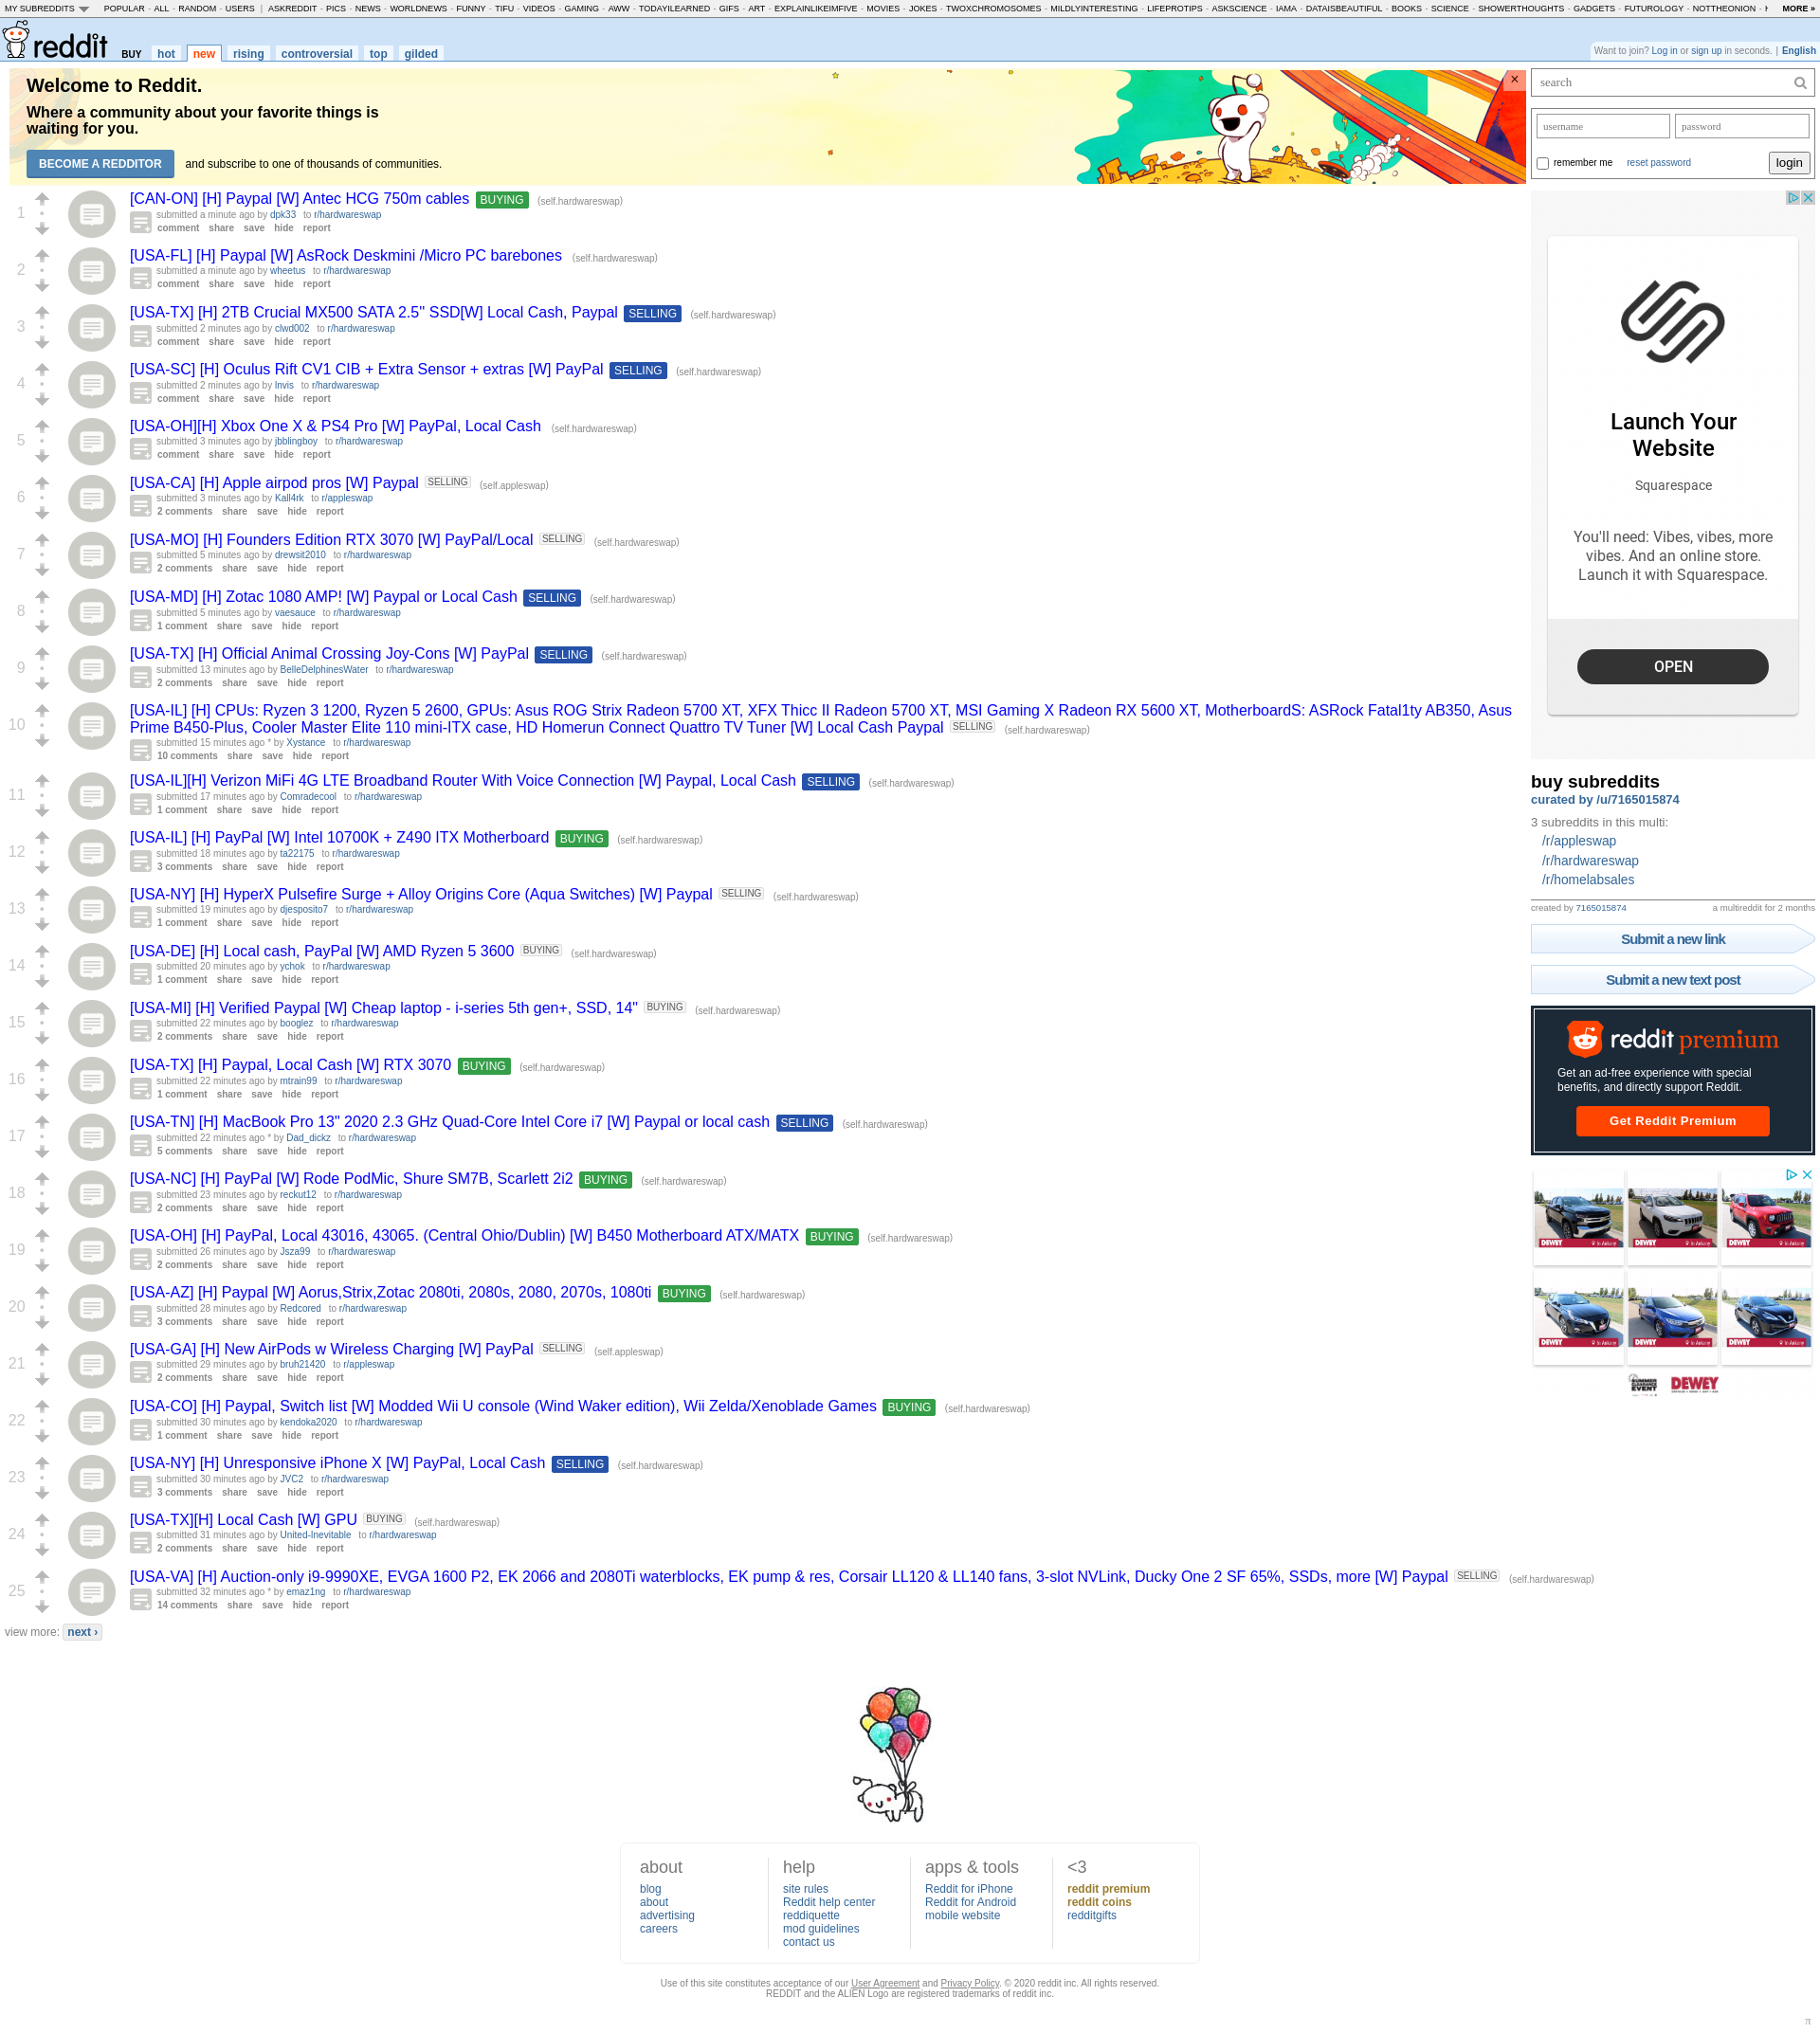 MY SUBREDDITS POPULAR - ALL - RANDOM - USERS | ASKREDDIT - PICS - NEWS - WORLDNEWS - FUNNY - TIFU - VIDEOS - GAMING - AWW - TODAYILEARNED - GIFS - ART - EXPLAINLIKEIMFIVE - MOVIES - JOKES - TWOXCHROMOSOMES - MILDLYINTERESTING - LIFEPROTIPS - ASKSCIENCE - IAMA - DATAISBEAUTIFUL - BOOKS - SCIENCE - SHOWERTHOUGHTS - GADGETS - FUTUROLOGY - NOTTHEONION - MORE »
reddit BUY hot new rising controversial top gilded
Want to join? Log in or sign up in seconds. | English
Welcome to Reddit.
Where a community about your favorite things is
waiting for you.
BECOME A REDDITOR and subscribe to one of thousands of communities.
×
search
username password
remember me reset password login
1 [CAN-ON] [H] Paypal [W] Antec HCG 750m cables BUYING (self.hardwareswap)
submitted a minute ago by dpk33 to r/hardwareswap
comment share save hide report
2 [USA-FL] [H] Paypal [W] AsRock Deskmini /Micro PC barebones (self.hardwareswap)
submitted a minute ago by wheetus to r/hardwareswap
comment share save hide report
3 [USA-TX] [H] 2TB Crucial MX500 SATA 2.5'' SSD[W] Local Cash, Paypal SELLING (self.hardwareswap)
submitted 2 minutes ago by clwd002 to r/hardwareswap
comment share save hide report
4 [USA-SC] [H] Oculus Rift CV1 CIB + Extra Sensor + extras [W] PayPal SELLING (self.hardwareswap)
submitted 2 minutes ago by lnvis to r/hardwareswap
comment share save hide report
5 [USA-OH][H] Xbox One X & PS4 Pro [W] PayPal, Local Cash (self.hardwareswap)
submitted 3 minutes ago by jbblingboy to r/hardwareswap
comment share save hide report
6 [USA-CA] [H] Apple airpod pros [W] Paypal SELLING (self.appleswap)
submitted 3 minutes ago by Kall4rk to r/appleswap
2 comments share save hide report
7 [USA-MO] [H] Founders Edition RTX 3070 [W] PayPal/Local SELLING (self.hardwareswap)
submitted 5 minutes ago by drewsit2010 to r/hardwareswap
2 comments share save hide report
8 [USA-MD] [H] Zotac 1080 AMP! [W] Paypal or Local Cash SELLING (self.hardwareswap)
submitted 5 minutes ago by vaesauce to r/hardwareswap
1 comment share save hide report
9 [USA-TX] [H] Official Animal Crossing Joy-Cons [W] PayPal SELLING (self.hardwareswap)
submitted 13 minutes ago by BelleDelphinesWater to r/hardwareswap
2 comments share save hide report
10 [USA-IL] [H] CPUs: Ryzen 3 1200, Ryzen 5 2600, GPUs: Asus ROG Strix Radeon 5700 XT, XFX Thicc II Radeon 5700 XT, MSI Gaming X Radeon RX 5600 XT, MotherboardS: ASRock Fatal1ty AB350, Asus
Prime B450-Plus, Cooler Master Elite 110 mini-ITX case, HD Homerun Connect Quattro TV Tuner [W] Local Cash Paypal SELLING (self.hardwareswap)
submitted 15 minutes ago * by Xystance to r/hardwareswap
10 comments share save hide report
11 [USA-IL][H] Verizon MiFi 4G LTE Broadband Router With Voice Connection [W] Paypal, Local Cash SELLING (self.hardwareswap)
submitted 17 minutes ago by Comradecool to r/hardwareswap
1 comment share save hide report
12 [USA-IL] [H] PayPal [W] Intel 10700K + Z490 ITX Motherboard BUYING (self.hardwareswap)
submitted 18 minutes ago by ta22175 to r/hardwareswap
3 comments share save hide report
13 [USA-NY] [H] HyperX Pulsefire Surge + Alloy Origins Core (Aqua Switches) [W] Paypal SELLING (self.hardwareswap)
submitted 19 minutes ago by djesposito7 to r/hardwareswap
1 comment share save hide report
14 [USA-DE] [H] Local cash, PayPal [W] AMD Ryzen 5 3600 BUYING (self.hardwareswap)
submitted 20 minutes ago by ychok to r/hardwareswap
1 comment share save hide report
15 [USA-MI] [H] Verified Paypal [W] Cheap laptop - i-series 5th gen+, SSD, 14" BUYING (self.hardwareswap)
submitted 22 minutes ago by booglez to r/hardwareswap
2 comments share save hide report
16 [USA-TX] [H] Paypal, Local Cash [W] RTX 3070 BUYING (self.hardwareswap)
submitted 22 minutes ago by mtrain99 to r/hardwareswap
1 comment share save hide report
17 [USA-TN] [H] MacBook Pro 13" 2020 2.3 GHz Quad-Core Intel Core i7 [W] Paypal or local cash SELLING (self.hardwareswap)
submitted 22 minutes ago * by Dad_dickz to r/hardwareswap
5 comments share save hide report
18 [USA-NC] [H] PayPal [W] Rode PodMic, Shure SM7B, Scarlett 2i2 BUYING (self.hardwareswap)
submitted 23 minutes ago by reckut12 to r/hardwareswap
2 comments share save hide report
19 [USA-OH] [H] PayPal, Local 43016, 43065. (Central Ohio/Dublin) [W] B450 Motherboard ATX/MATX BUYING (self.hardwareswap)
submitted 26 minutes ago by Jsza99 to r/hardwareswap
2 comments share save hide report
20 [USA-AZ] [H] Paypal [W] Aorus,Strix,Zotac 2080ti, 2080s, 2080, 2070s, 1080ti BUYING (self.hardwareswap)
submitted 28 minutes ago by Redcored to r/hardwareswap
3 comments share save hide report
21 [USA-GA] [H] New AirPods w Wireless Charging [W] PayPal SELLING (self.appleswap)
submitted 29 minutes ago by bruh21420 to r/appleswap
2 comments share save hide report
22 [USA-CO] [H] Paypal, Switch list [W] Modded Wii U console (Wind Waker edition), Wii Zelda/Xenoblade Games BUYING (self.hardwareswap)
submitted 30 minutes ago by kendoka2020 to r/hardwareswap
1 comment share save hide report
23 [USA-NY] [H] Unresponsive iPhone X [W] PayPal, Local Cash SELLING (self.hardwareswap)
submitted 30 minutes ago by JVC2 to r/hardwareswap
3 comments share save hide report
24 [USA-TX][H] Local Cash [W] GPU BUYING (self.hardwareswap)
submitted 31 minutes ago by United-Inevitable to r/hardwareswap
2 comments share save hide report
25 [USA-VA] [H] Auction-only i9-9990XE, EVGA 1600 P2, EK 2066 and 2080Ti waterblocks, EK pump & res, Corsair LL120 & LL140 fans, 3-slot NVLink, Ducky One 2 SF 65%, SSDs, more [W] Paypal SELLING (self.hardwareswap)
submitted 32 minutes ago * by emaz1ng to r/hardwareswap
14 comments share save hide report
view more: next ›
Launch Your
Website
Squarespace
You'll need: Vibes, vibes, more
vibes. And an online store.
Launch it with Squarespace.
OPEN
buy subreddits
curated by /u/7165015874
3 subreddits in this multi:
/r/appleswap
/r/hardwareswap
/r/homelabsales
created by 7165015874 a multireddit for 2 months
Submit a new link
Submit a new text post
reddit premium
Get an ad-free experience with special
benefits, and directly support Reddit.
Get Reddit Premium
DEWEY In Ankeny DEWEY In Ankeny DEWEY In Ankeny
DEWEY In Ankeny DEWEY In Ankeny DEWEY In Ankeny
SUMMER
CLEARANCE
EVENT
DEWEY
about
blog
about
advertising
careers
help
site rules
Reddit help center
reddiquette
mod guidelines
contact us
apps & tools
Reddit for iPhone
Reddit for Android
mobile website
<3
reddit premium
reddit coins
redditgifts
Use of this site constitutes acceptance of our User Agreement and Privacy Policy. © 2020 reddit inc. All rights reserved.
REDDIT and the ALIEN Logo are registered trademarks of reddit inc.
π